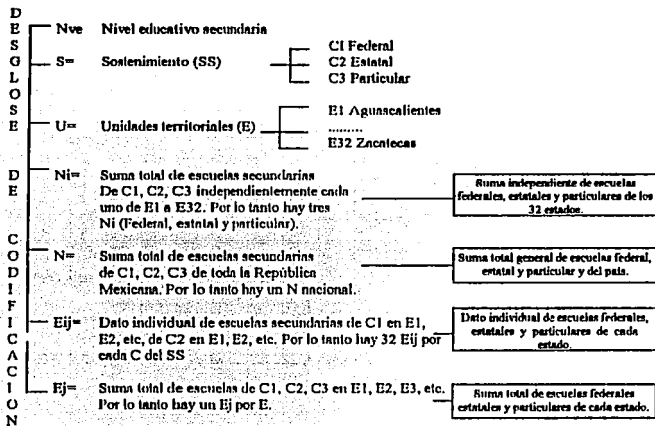 DESGLOSE DE CODIFICACION
Nve Nivel educativo secundaria
S= Sostenimiento (SS)
C1 Federal
C2 Estatal
C3 Particular
U= Unidades territoriales (E)
E1 Aguascalientes
.........
E32 Zacatecas
Ni= Suma total de escuelas secundarias
De C1, C2, C3 independientemente cada
uno de E1 a E32. Por lo tanto hay tres
Ni (Federal, estatal y particular).
Suma independiente de escuelas
federales, estatales y particulares de los
32 estados.
N= Suma total de escuelas secundarias
de C1, C2, C3 de toda la República
Mexicana. Por lo tanto hay un N nacional.
Suma total general de escuelas federal,
estatal y particular y del país.
Eij= Dato individual de escuelas secundarias de C1 en E1,
E2, etc, de C2 en E1, E2, etc. Por lo tanto hay 32 Eij por
cada C del SS
Dato individual de escuelas federales,
estatales y particulares de cada
estado.
Ej= Suma total de escuelas de C1, C2, C3 en E1, E2, E3, etc.
Por lo tanto hay un Ej por E.
Suma total de escuelas federales
estatales y particulares de cada estado.